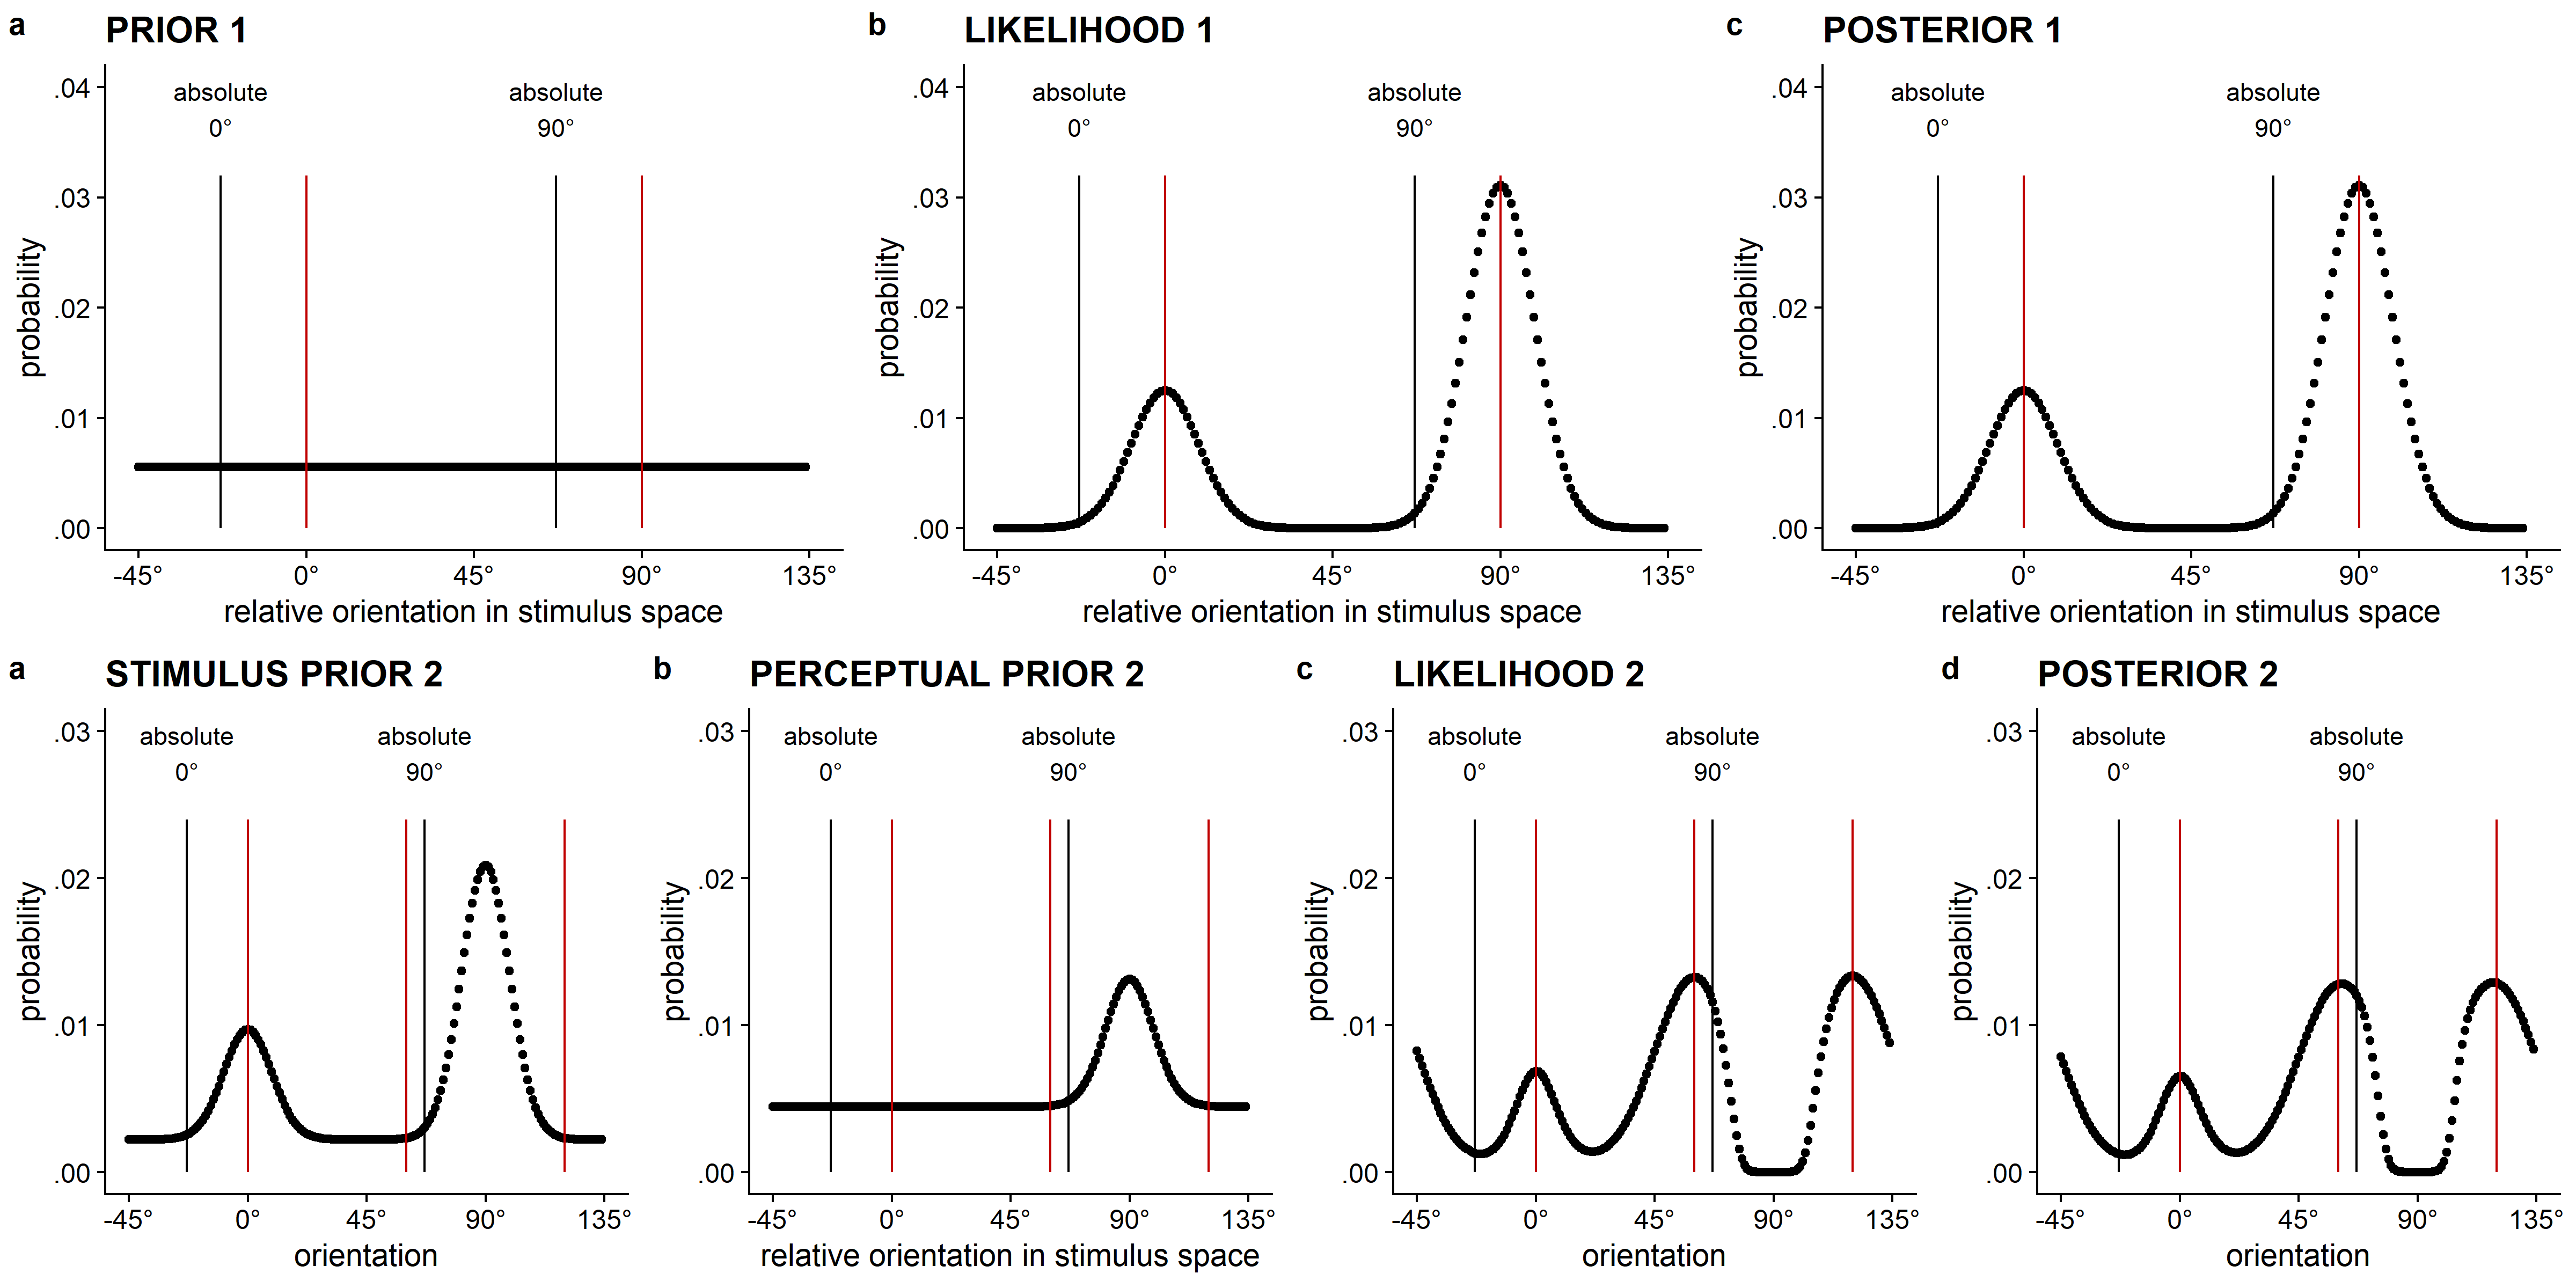 a PRIOR 1
absolute
0°
absolute
90°
.04
.03
.02
.01
.00
probability
-45° 0° 45° 90° 135°
relative orientation in stimulus space
b LIKELIHOOD 1
absolute
0°
absolute
90°
.04
.03
.02
.01
.00
probability
-45° 0° 45° 90° 135°
relative orientation in stimulus space
c POSTERIOR 1
absolute
0°
absolute
90°
.04
.03
.02
.01
.00
probability
-45° 0° 45° 90° 135°
relative orientation in stimulus space
a STIMULUS PRIOR 2
absolute
0°
absolute
90°
.03
.02
.01
.00
probability
-45° 0° 45° 90° 135°
orientation
b PERCEPTUAL PRIOR 2
absolute
0°
absolute
90°
.03
.02
.01
.00
probability
-45° 0° 45° 90° 135°
relative orientation in stimulus space
c LIKELIHOOD 2
absolute
0°
absolute
90°
.03
.02
.01
.00
probability
-45° 0° 45° 90° 135°
orientation
d POSTERIOR 2
absolute
0°
absolute
90°
.03
.02
.01
.00
probability
-45° 0° 45° 90° 135°
orientation